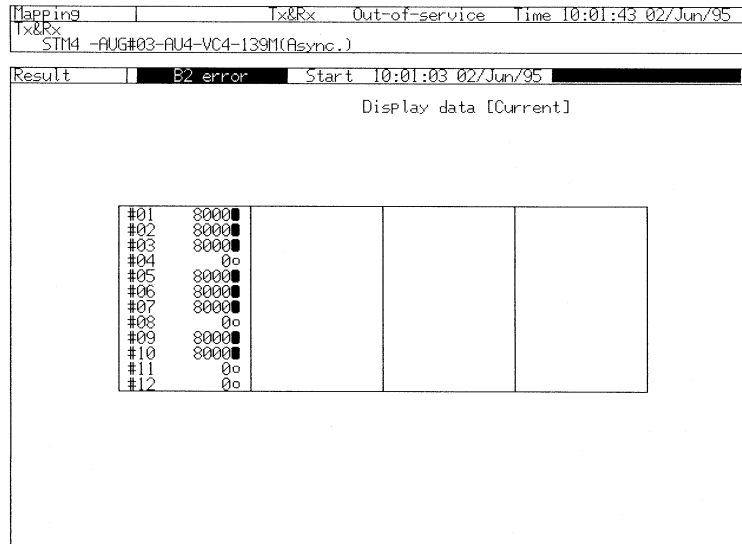 Mapping Tx&Rx Out-of-service Time 10:01:43 02/Jun/95
Tx&Rx
STM4 -AUG#03-AU4-VC4-139M(Async.)
Result B2 error Start 10:01:03 02/Jun/95
Display data [Current]
#01 8000
#02 8000
#03 8000
#04 0
#05 8000
#06 8000
#07 8000
#08 0
#09 8000
#10 8000
#11 0
#12 0